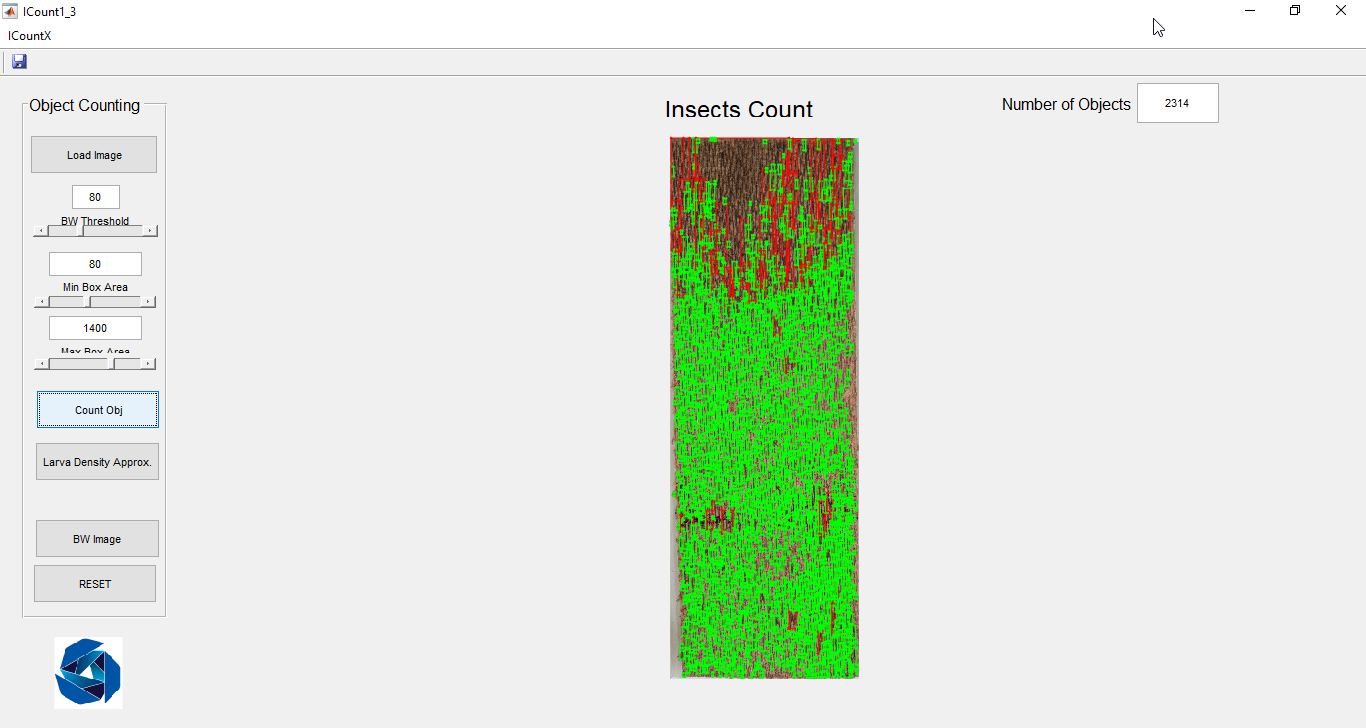 ICount1_3
ICountX
Object Counting
Load Image
80
BW Threshold
80
Min Box Area
1400
Max Box Area
Count Obj
Larva Density Approx.
BW Image
RESET
Insects Count
Number of Objects
2314